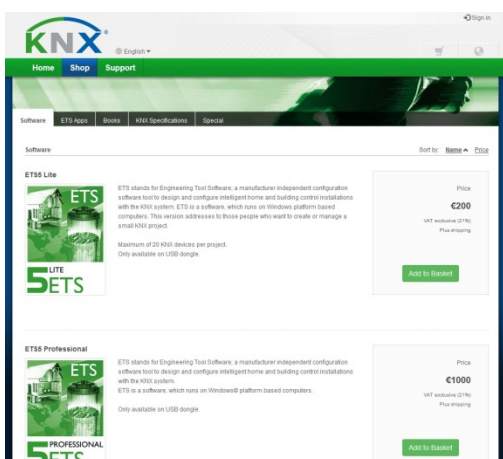 Sign in
KNX®
English
Home Shop Support
Software ETS Apps Books KNX Specifications Special
Software
Sort by: Name Price
ETS5 Lite
ETS stands for Engineering Tool Software; a manufacturer independent configuration
software tool to design and configure intelligent home and building control installations
with the KNX system. ETS is a software, which runs on Windows platform based
computers. This version addresses to those people who want to create or manage a
small KNX project.
Maximum of 20 KNX devices per project.
Only available on USB dongle.
ETS
LITE
5ETS
Price
€200
VAT exclusive (21%)
Plus shipping
Add to Basket
ETS5 Professional
ETS stands for Engineering Tool Software; a manufacturer independent configuration
software tool to design and configure intelligent home and building control installations
with the KNX system.
ETS is a software, which runs on Windows® platform based computers.
Only available on USB dongle.
ETS
PROFESSIONAL
5ETS
Price
€1000
VAT exclusive (21%)
Plus shipping
Add to Basket